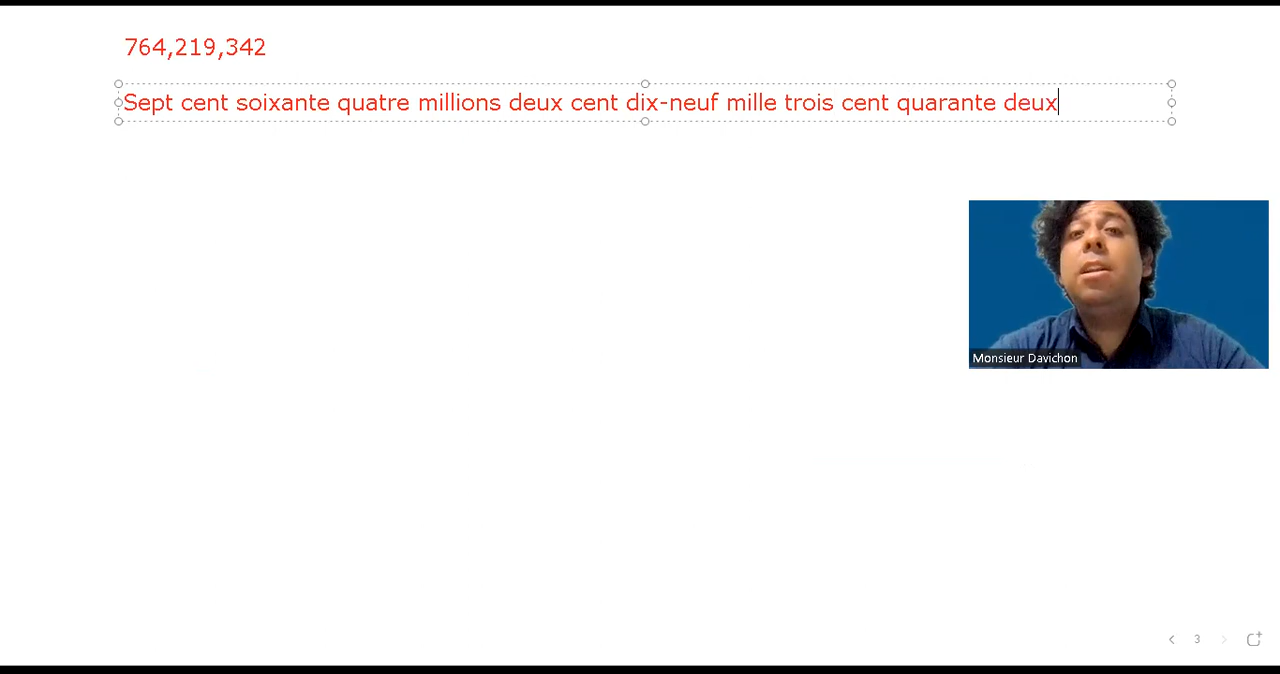 764,219,342
Sept cent soixante quatre millions deux cent dix-neuf mille trois cent quarante deux
Monsieur Davichon
3